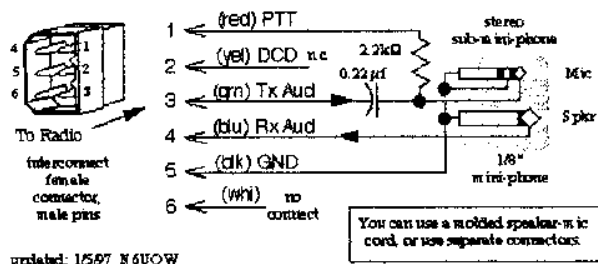 1 (red) PTT
2 (yel) DCD n.c.
3 (grn) Tx Aud
4 (blu) Rx Aud
5 (blk) GND
6 (whi) no connect
2.2kΩ
0.22µf
stereo
sub-mini-phone
Mic
Spkr
1/8"
mini-phone
4 1
5 2
6 3
To Radio
interconnect
female
connector,
male pins
You can use a molded speaker-mic
cord, or use separate connectors.
updated: 1/5/97 N6UOW